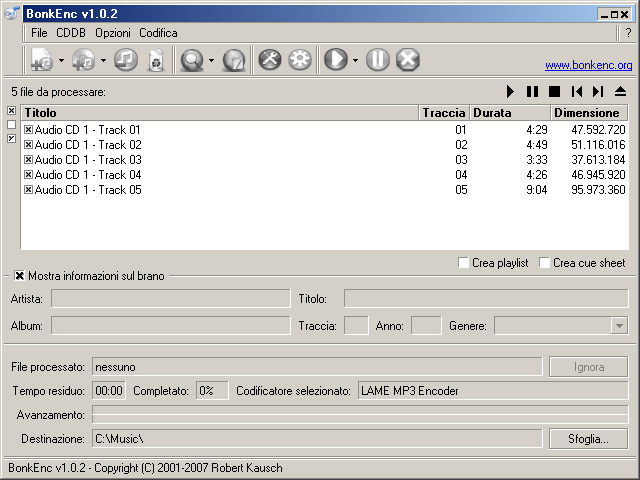 BonkEnc v1.0.2
File CDDB Opzioni Codifica ?
www.bonkenc.org
5 file da processare:
Titolo Traccia Durata Dimensione
Audio CD 1 - Track 01 01 4:29 47.592.720
Audio CD 1 - Track 02 02 4:49 51.116.016
Audio CD 1 - Track 03 03 3:33 37.613.184
Audio CD 1 - Track 04 04 4:26 46.945.920
Audio CD 1 - Track 05 05 9:04 95.973.360
Crea playlist Crea cue sheet
Mostra informazioni sul brano
Artista: Titolo:
Album: Traccia: Anno: Genere:
File processato: nessuno Ignora
Tempo residuo: 00:00 Completato: 0% Codificatore selezionato: LAME MP3 Encoder
Avanzamento:
Destinazione: C:\Music\ Sfoglia...
BonkEnc v1.0.2 - Copyright (C) 2001-2007 Robert Kausch